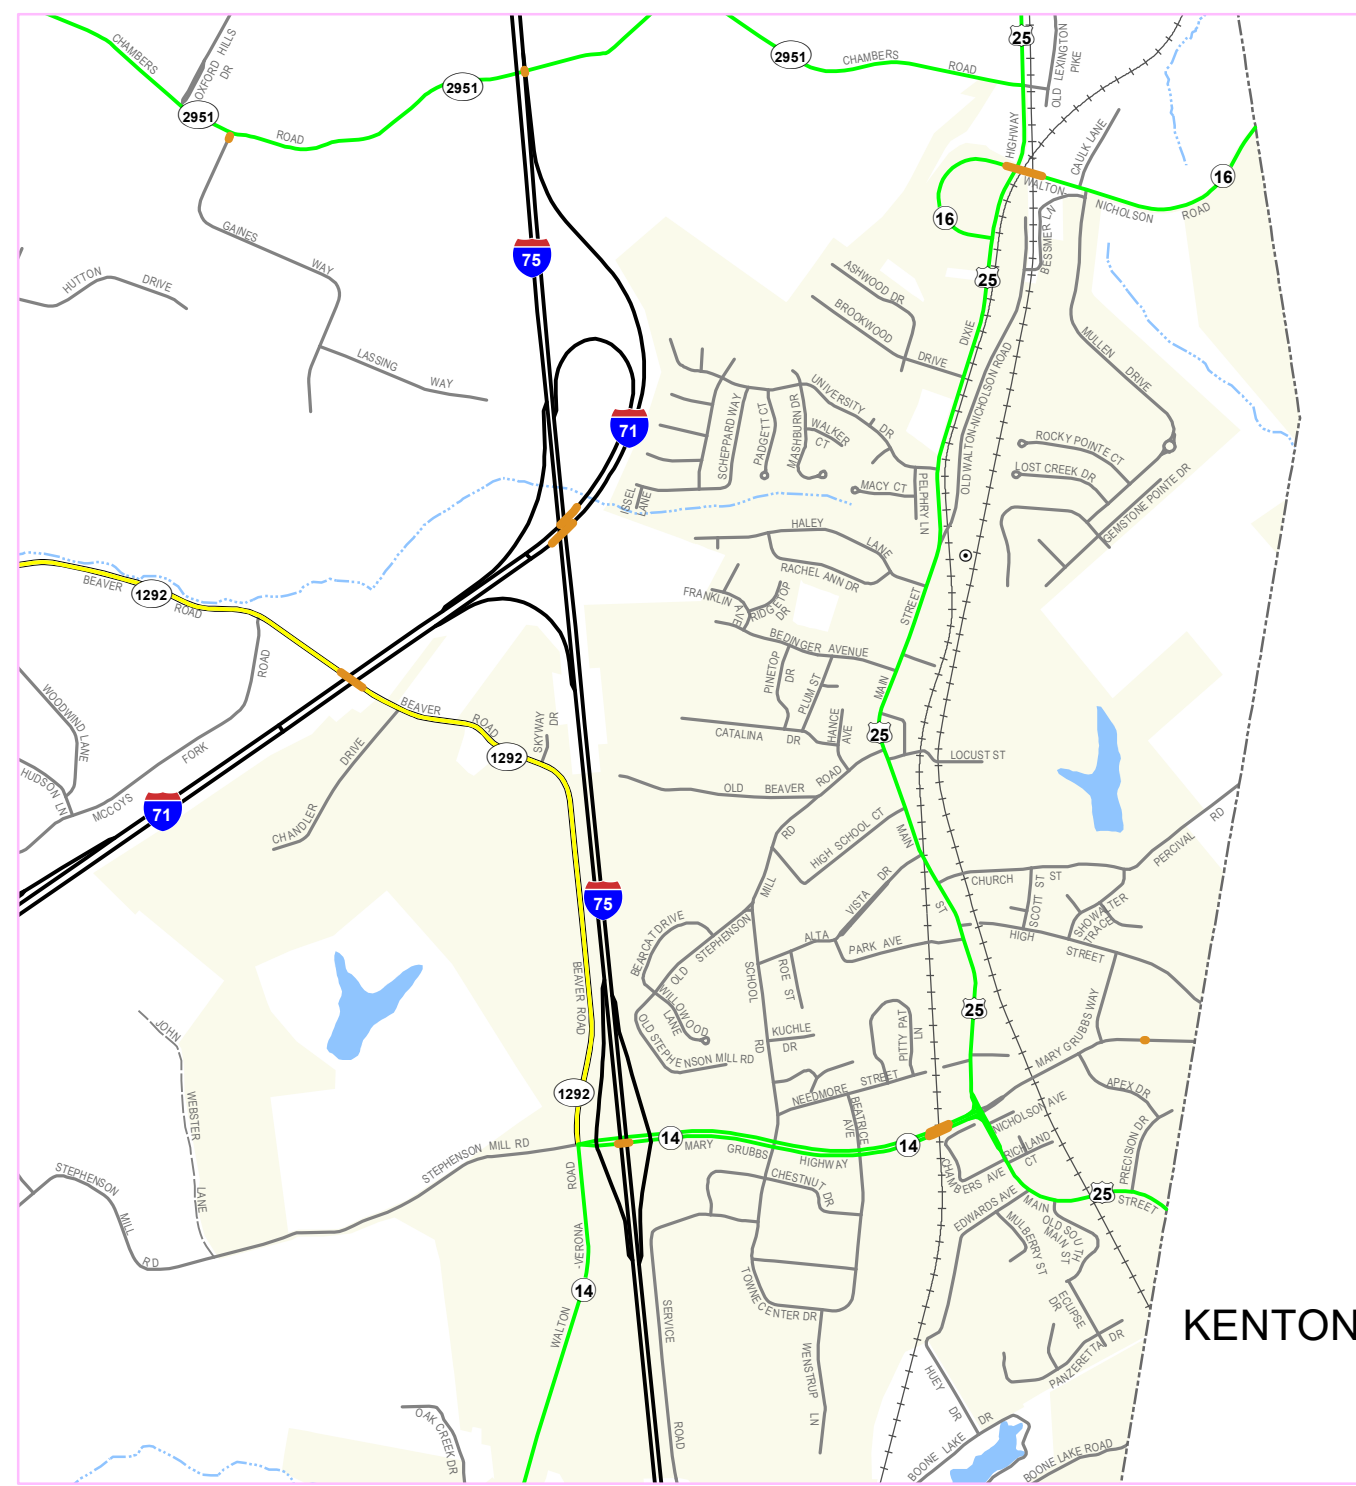 25
CHAMBERS
OXFORD HILLS
DR
2951
CHAMBERS
ROAD
OLD LEXINGTON
PIKE
2951
2951
ROAD
HIGHWAY
CAULK LANE
16
WALTON
NICHOLSON
ROAD
16
BESSMER LN
GAINES
WAY
75
HUTTON
DRIVE
ASHWOOD DR
25
BROOKWOOD
DRIVE
DIXIE
MULLEN
DRIVE
LASSING
WAY
OLD WALTON-NICHOLSON ROAD
UNIVERSITY
DR
71
SCHEPPARD WAY
PADGETT CT
MASHBURN DR
WALKER
CT
ROCKY POINTE CT
LOST CREEK DR
GEMSTONE POINTE DR
MACY CT
PELPHRY LN
ISSEL
LANE
HALEY
LANE
RACHEL ANN DR
BEAVER
1292
ROAD
FRANKLIN
AVE
RIDGETOP
DR
STREET
BEDINGER AVENUE
ROAD
PINETOP
DR
PLUM ST
MAIN
WOODWIND LANE
BEAVER
ROAD
SKYWAY
DR
CATALINA
DR
HANCE
AVE
25
1292
LOCUST ST
FORK
DRIVE
HUDSON LN
MCCOYS
71
CHANDLER
OLD
BEAVER
ROAD
RD
HIGH SCHOOL CT
MAIN
PERCIVAL
RD
MILL
75
VISTA
DR
ST
CHURCH
ST
SCOTT ST
SHOWALTER
TRACE
BEARCAT DRIVE
OLD
STEPHENSON
ALTA
PARK AVE
HIGH
STREET
BEAVER ROAD
SCHOOL
RD
ROE ST
WILLOWOOD
LANE
OLD STEPHENSON MILL RD
KUCHLE
DR
PITTY PAT
LN
25
MARY GRUBBS WAY
JOHN
WEBSTER
LANE
1292
NEEDMORE
STREET
BEATRICE
AVE
APEX DR
NICHOLSON AVE
RICHLAND
CT
PRECISION DR
STEPHENSON MILL RD
14
MARY
GRUBBS
HIGHWAY
14
CHAMBERS AVE
STEPHENSON
MILL
RD
ROAD
CHESTNUT
DR
EDWARDS AVE
MAIN
25
STREET
MULBERRY ST
OLD SOUTH
MAIN ST
-VERONA
14
WALTON
TOWNE CENTER DR
SERVICE
ROAD
WENSTRUP
LN
ECLIPSE
DR
PANZERETTA DR
KENTON
HUEY
DR
OAK CREEK DR
BOONE LAKE
DR
BOONE LAKE ROAD